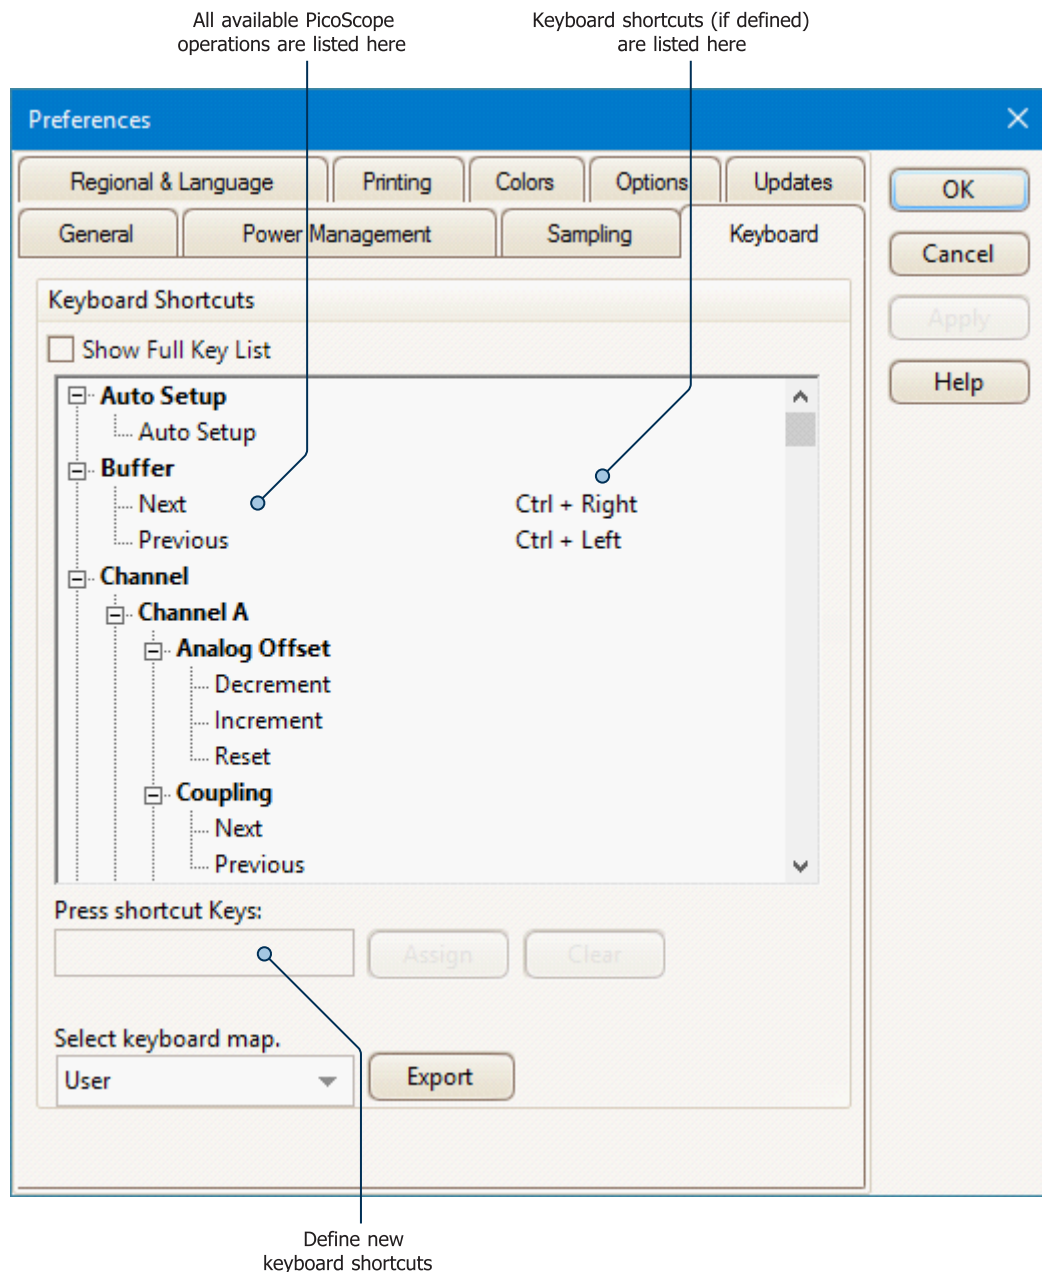 All available PicoScope
operations are listed here
Keyboard shortcuts (if defined)
are listed here
Preferences
Regional & Language Printing Colors Options Updates
General Power Management Sampling Keyboard
OK
Cancel
Apply
Help
Keyboard Shortcuts
Show Full Key List
Auto Setup
Auto Setup
Buffer
Next Ctrl + Right
Previous Ctrl + Left
Channel
Channel A
Analog Offset
Decrement
Increment
Reset
Coupling
Next
Previous
Press shortcut Keys:
Assign Clear
Select keyboard map.
User Export
Define new
keyboard shortcuts